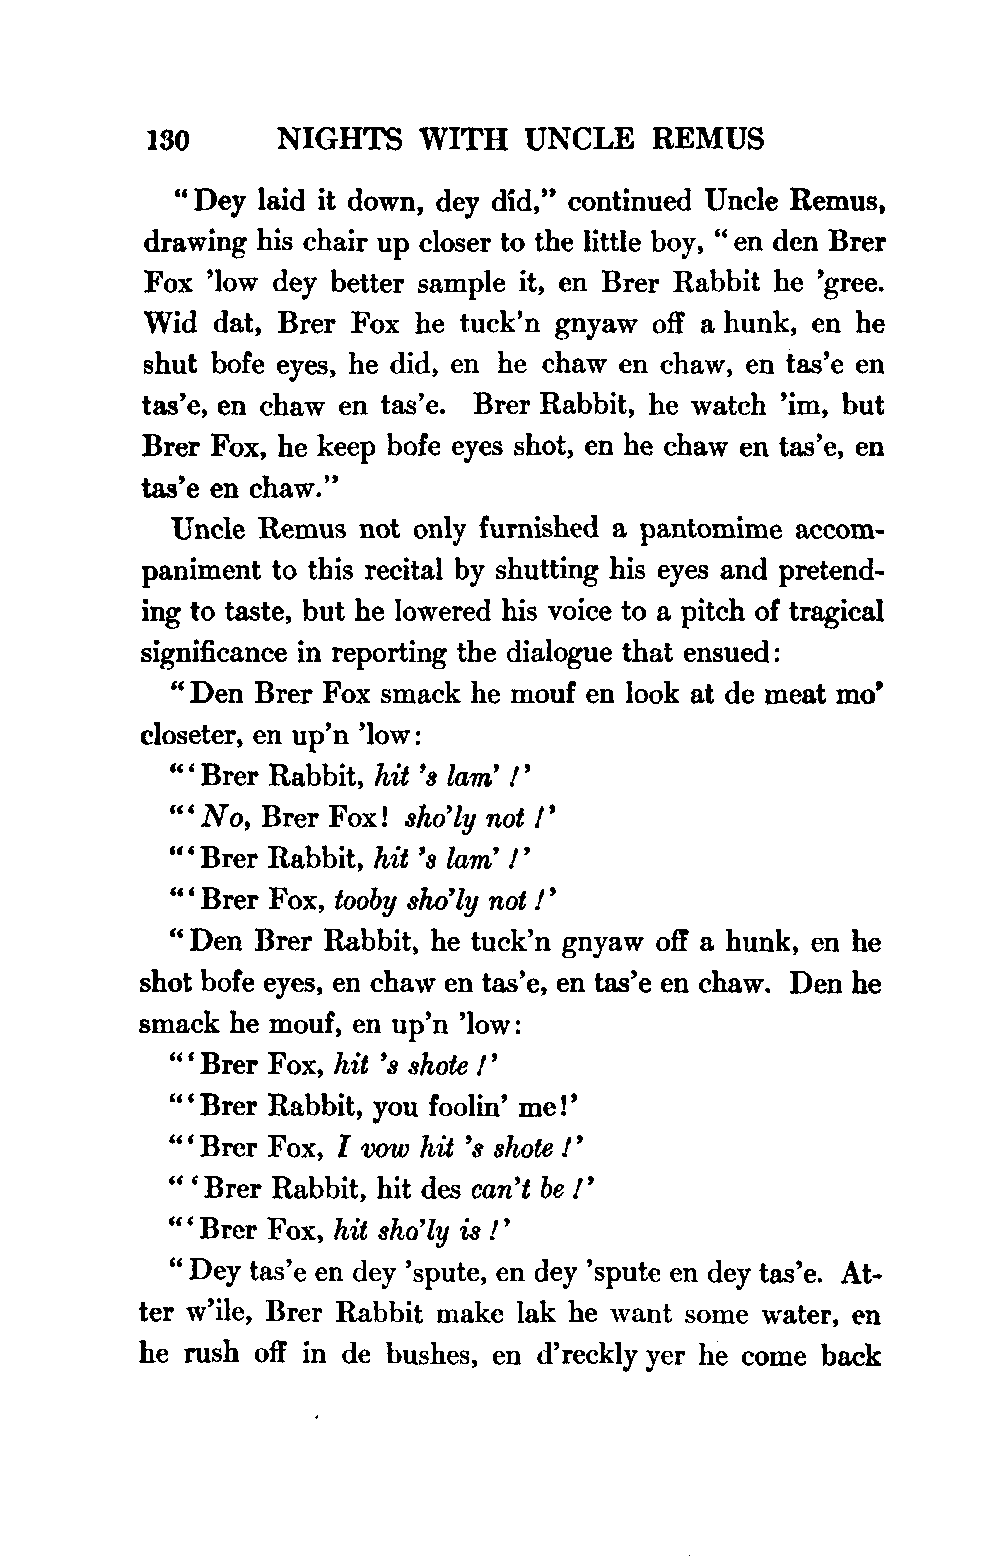 130 NIGHTS WITH UNCLE REMUS
“Dey laid it down, dey did,” continued Uncle Remus,
drawing his chair up closer to the little boy, “en den Brer
Fox ’low dey better sample it, en Brer Rabbit he ’gree.
Wid dat, Brer Fox he tuck’n gnyaw off a hunk, en he
shut bofe eyes, he did, en he chaw en chaw, en tas’e en
tas’e, en chaw en tas’e. Brer Rabbit, he watch ’im, but
Brer Fox, he keep bofe eyes shot, en he chaw en tas’e, en
tas’e en chaw.”
Uncle Remus not only furnished a pantomime accom-
paniment to this recital by shutting his eyes and pretend-
ing to taste, but he lowered his voice to a pitch of tragical
significance in reporting the dialogue that ensued:
“Den Brer Fox smack he mouf en look at de meat mo’
closeter, en up’n ’low:
“‘Brer Rabbit, hit ’s lam’!’
“‘No, Brer Fox! sho’ly not!’
“‘Brer Rabbit, hit ’s lam’!’
“‘Brer Fox, tooby sho’ly not!’
“Den Brer Rabbit, he tuck’n gnyaw off a hunk, en he
shot bofe eyes, en chaw en tas’e, en tas’e en chaw. Den he
smack he mouf, en up’n ’low:
“‘Brer Fox, hit ’s shote!’
“‘Brer Rabbit, you foolin’ me!’
“‘Brer Fox, I vow hit ’s shote!’
“‘Brer Rabbit, hit des can’t be!’
“‘Brer Fox, hit sho’ly is!’
“Dey tas’e en dey ’spute, en dey ’spute en dey tas’e. At-
ter w’ile, Brer Rabbit make lak he want some water, en
he rush off in de bushes, en d’reckly yer he come back